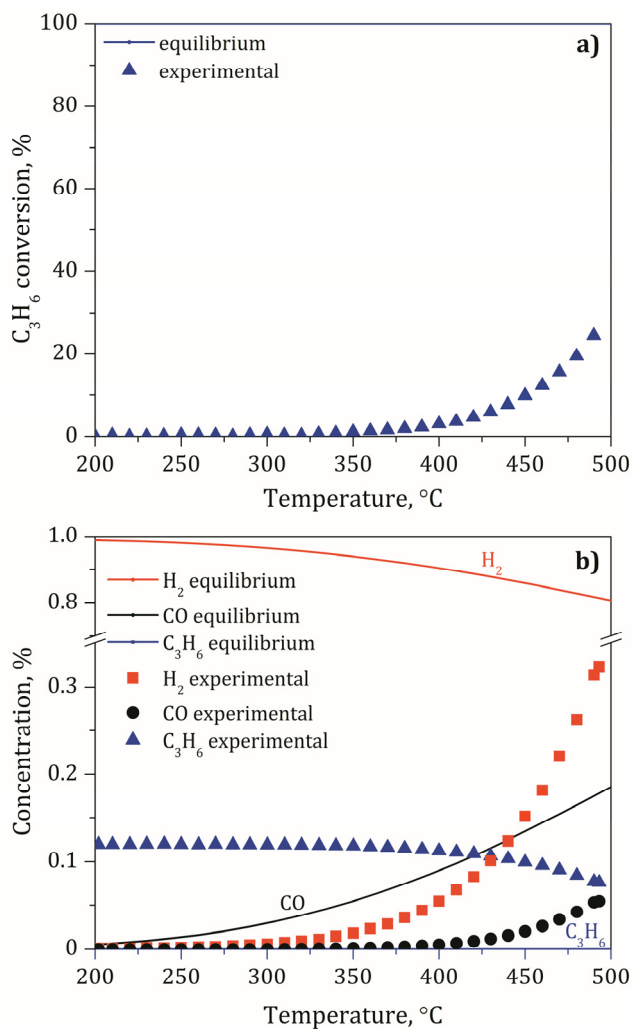 100
80
60
40
20
0
C₃H₆ conversion, %
equilibrium
experimental
a)
200 250 300 350 400 450 500
Temperature, °C
1.0
0.8
0.3
0.2
0.1
0
Concentration, %
b)
H₂
H₂ equilibrium
CO equilibrium
C₃H₆ equilibrium
H₂ experimental
CO experimental
C₃H₆ experimental
CO
C₃H₆
200 250 300 350 400 450 500
Temperature, °C